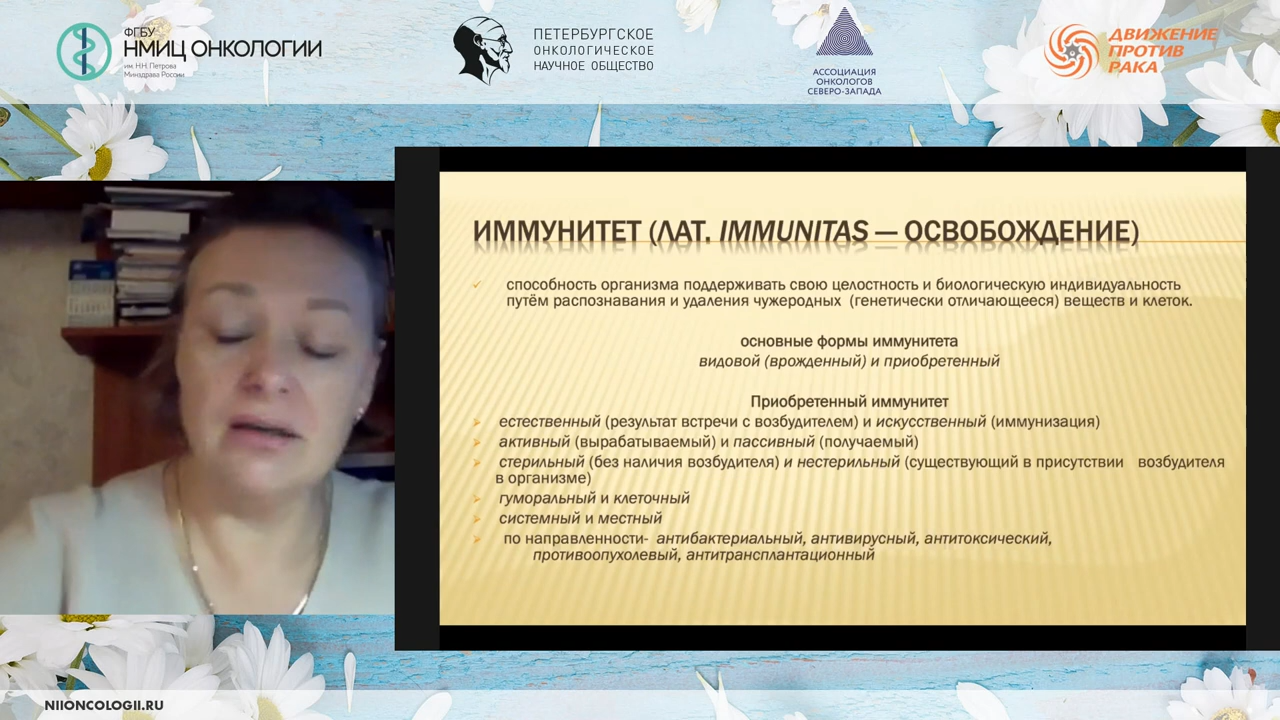 ФГБУ
НМИЦ ОНКОЛОГИИ
им. Н.Н. Петрова
Минздрава России
ПЕТЕРБУРГСКОЕ
ОНКОЛОГИЧЕСКОЕ
НАУЧНОЕ ОБЩЕСТВО
АССОЦИАЦИЯ
ОНКОЛОГОВ
СЕВЕРО-ЗАПАДА
ДВИЖЕНИЕ
ПРОТИВ
РАКА
ИММУНИТЕТ (ЛАТ. IMMUNITAS — ОСВОБОЖДЕНИЕ)
способность организма поддерживать свою целостность и биологическую индивидуальность
путём распознавания и удаления чужеродных (генетически отличающееся) веществ и клеток.
основные формы иммунитета
видовой (врожденный) и приобретенный
Приобретенный иммунитет
естественный (результат встречи с возбудителем) и искусственный (иммунизация)
активный (вырабатываемый) и пассивный (получаемый)
стерильный (без наличия возбудителя) и нестерильный (существующий в присутствии возбудителя
в организме)
гуморальный и клеточный
системный и местный
по направленности- антибактериальный, антивирусный, антитоксический,
противоопухолевый, антитрансплантационный
NIIONCOLOGII.RU